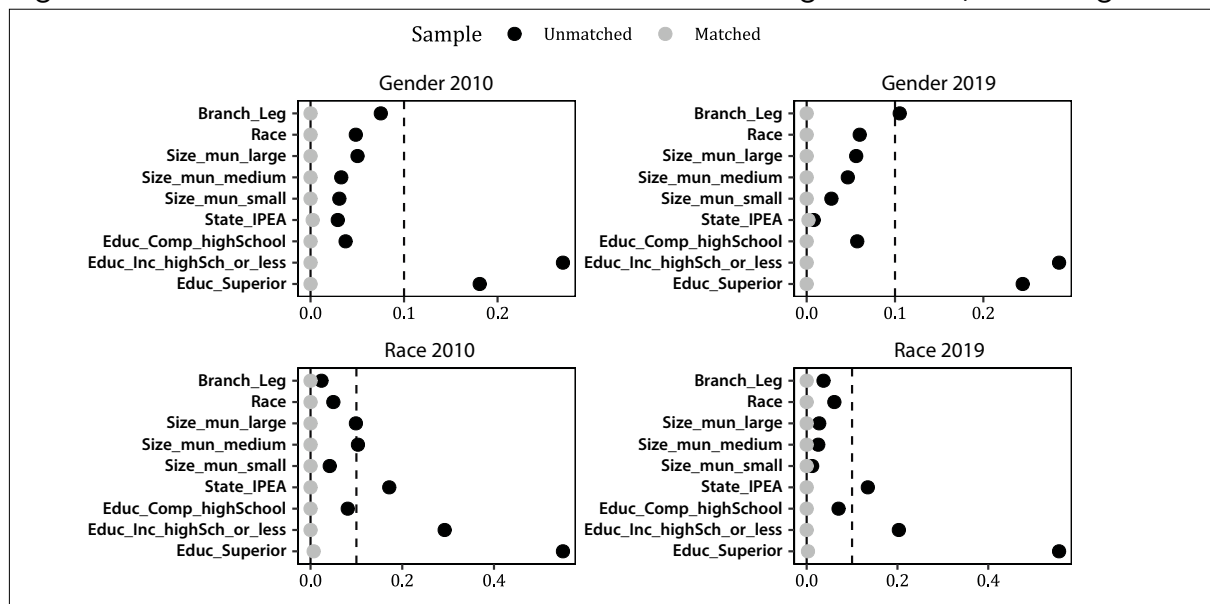 Sample Unmatched Matched
Gender 2010
Branch_Leg
Race
Size_mun_large
Size_mun_medium
Size_mun_small
State_IPEA
Educ_Comp_highSchool
Educ_Inc_highSch_or_less
Educ_Superior
0.0 0.1 0.2
Gender 2019
Branch_Leg
Race
Size_mun_large
Size_mun_medium
Size_mun_small
State_IPEA
Educ_Comp_highSchool
Educ_Inc_highSch_or_less
Educ_Superior
0.0 0.1 0.2
Race 2010
Branch_Leg
Race
Size_mun_large
Size_mun_medium
Size_mun_small
State_IPEA
Educ_Comp_highSchool
Educ_Inc_highSch_or_less
Educ_Superior
0.0 0.2 0.4
Race 2019
Branch_Leg
Race
Size_mun_large
Size_mun_medium
Size_mun_small
State_IPEA
Educ_Comp_highSchool
Educ_Inc_highSch_or_less
Educ_Superior
0.0 0.2 0.4